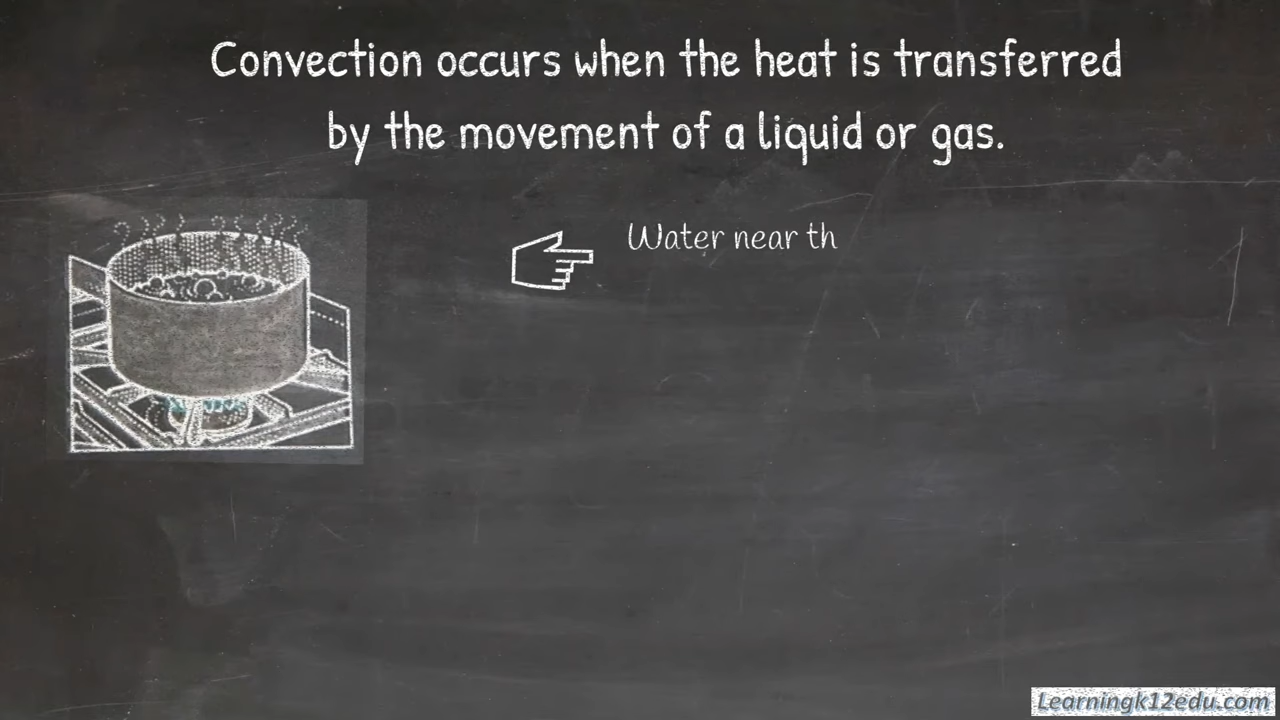 Convection occurs when the heat is transferred
by the movement of a liquid or gas.
Water near th
Learningk12edu.com